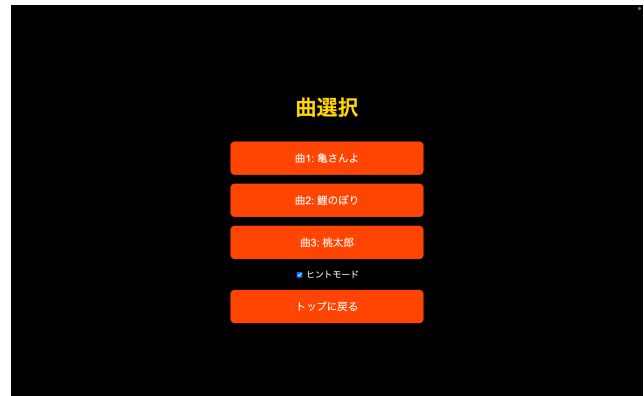 曲選択
曲1: 亀さんよ
曲2: 鯉のぼり
曲3: 桃太郎
ヒントモード
トップに戻る